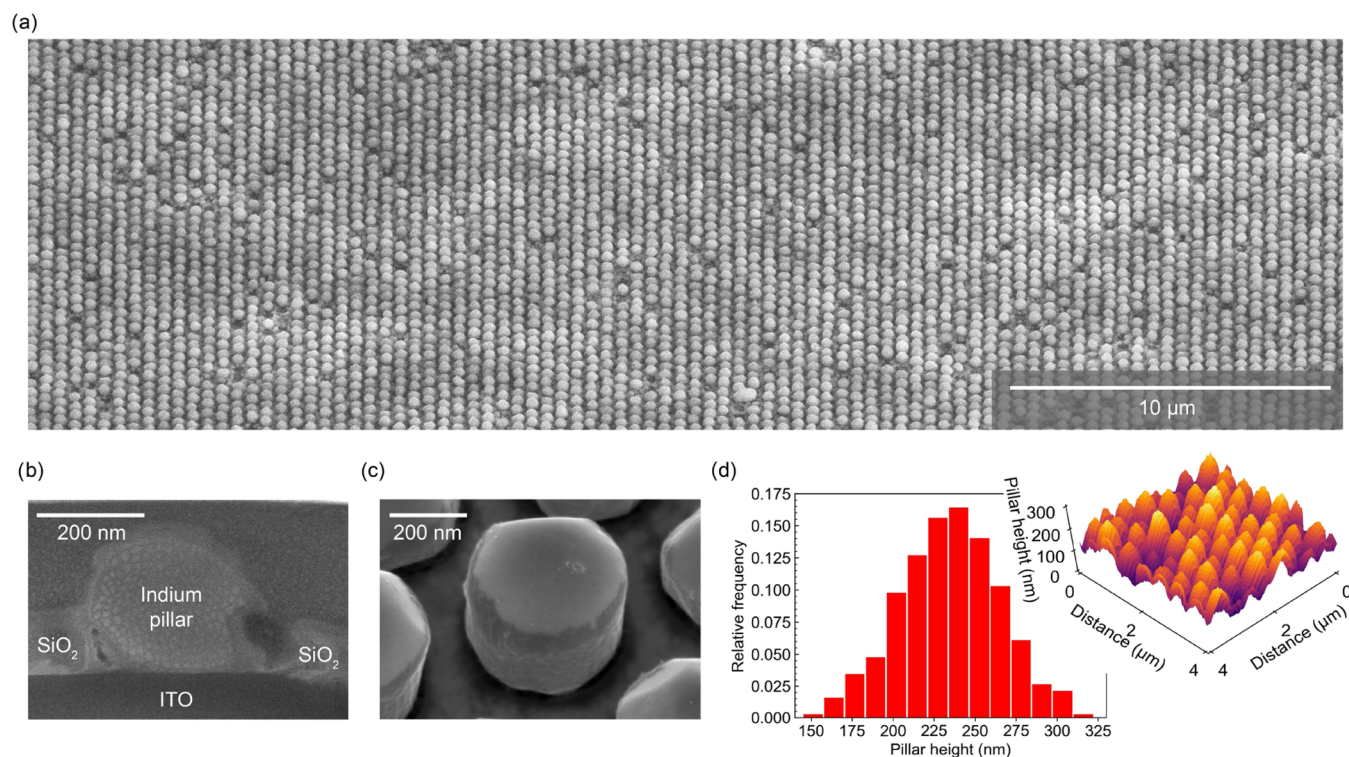 (a)
10 µm
(b)
200 nm
Indium
pillar
SiO2
SiO2
ITO
(c)
200 nm
(d)
0.175
0.150
0.125
0.100
0.075
0.050
0.025
0.000
Relative frequency
150 175 200 225 250 275 300 325
Pillar height (nm)
Pillar height
(nm)
300
200
100
0
0
2
4
Distance (µm)
0
2
4
Distance (µm)